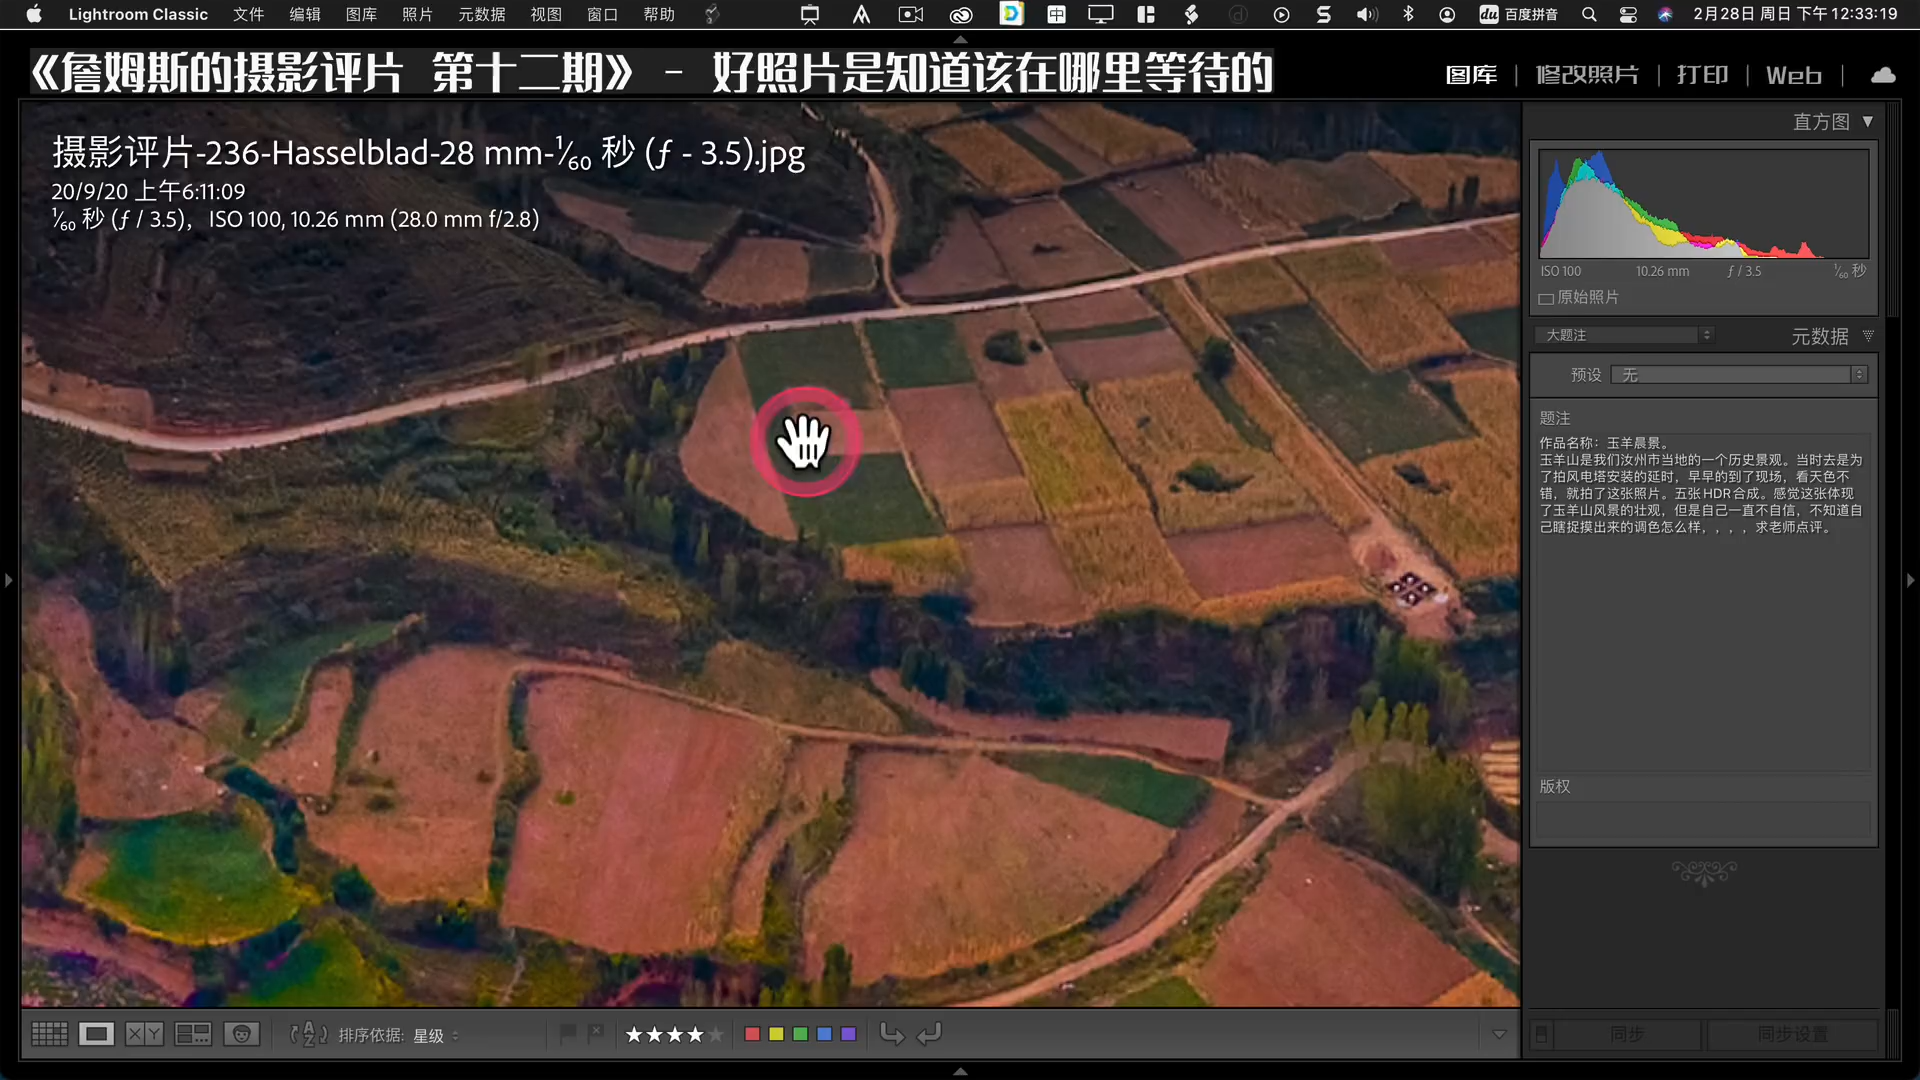 Lightroom Classic 文件 编辑 图库 照片 元数据 视图 窗口 帮助 中 du 百度拼音 2月28日 周日 下午 12:33:19
《詹姆斯的摄影评片 第十二期》 - 好照片是知道该在哪里等待的
图库 | 修改照片 | 打印 | Web |
摄影评片-236-Hasselblad-28 mm-¹⁄₆₀ 秒 (ƒ - 3.5).jpg
20/9/20 上午6:11:09
¹⁄₆₀ 秒 (ƒ / 3.5)， ISO 100, 10.26 mm (28.0 mm f/2.8)
直方图
ISO 100 10.26 mm ƒ / 3.5 ¹⁄₆₀ 秒
原始照片
大题注 元数据
预设 无
题注
作品名称：玉羊晨景。
玉羊山是我们汝州市当地的一个历史景观。当时去是为
了拍风电塔安装的延时，早早的到了现场，看天色不
错，就拍了这张照片。五张HDR合成。感觉这张体现
了玉羊山风景的壮观，但是自己一直不自信，不知道自
己瞎捉摸出来的调色怎么样，，，，求老师点评。
版权
XY 排序依据: 星级
同步 同步设置